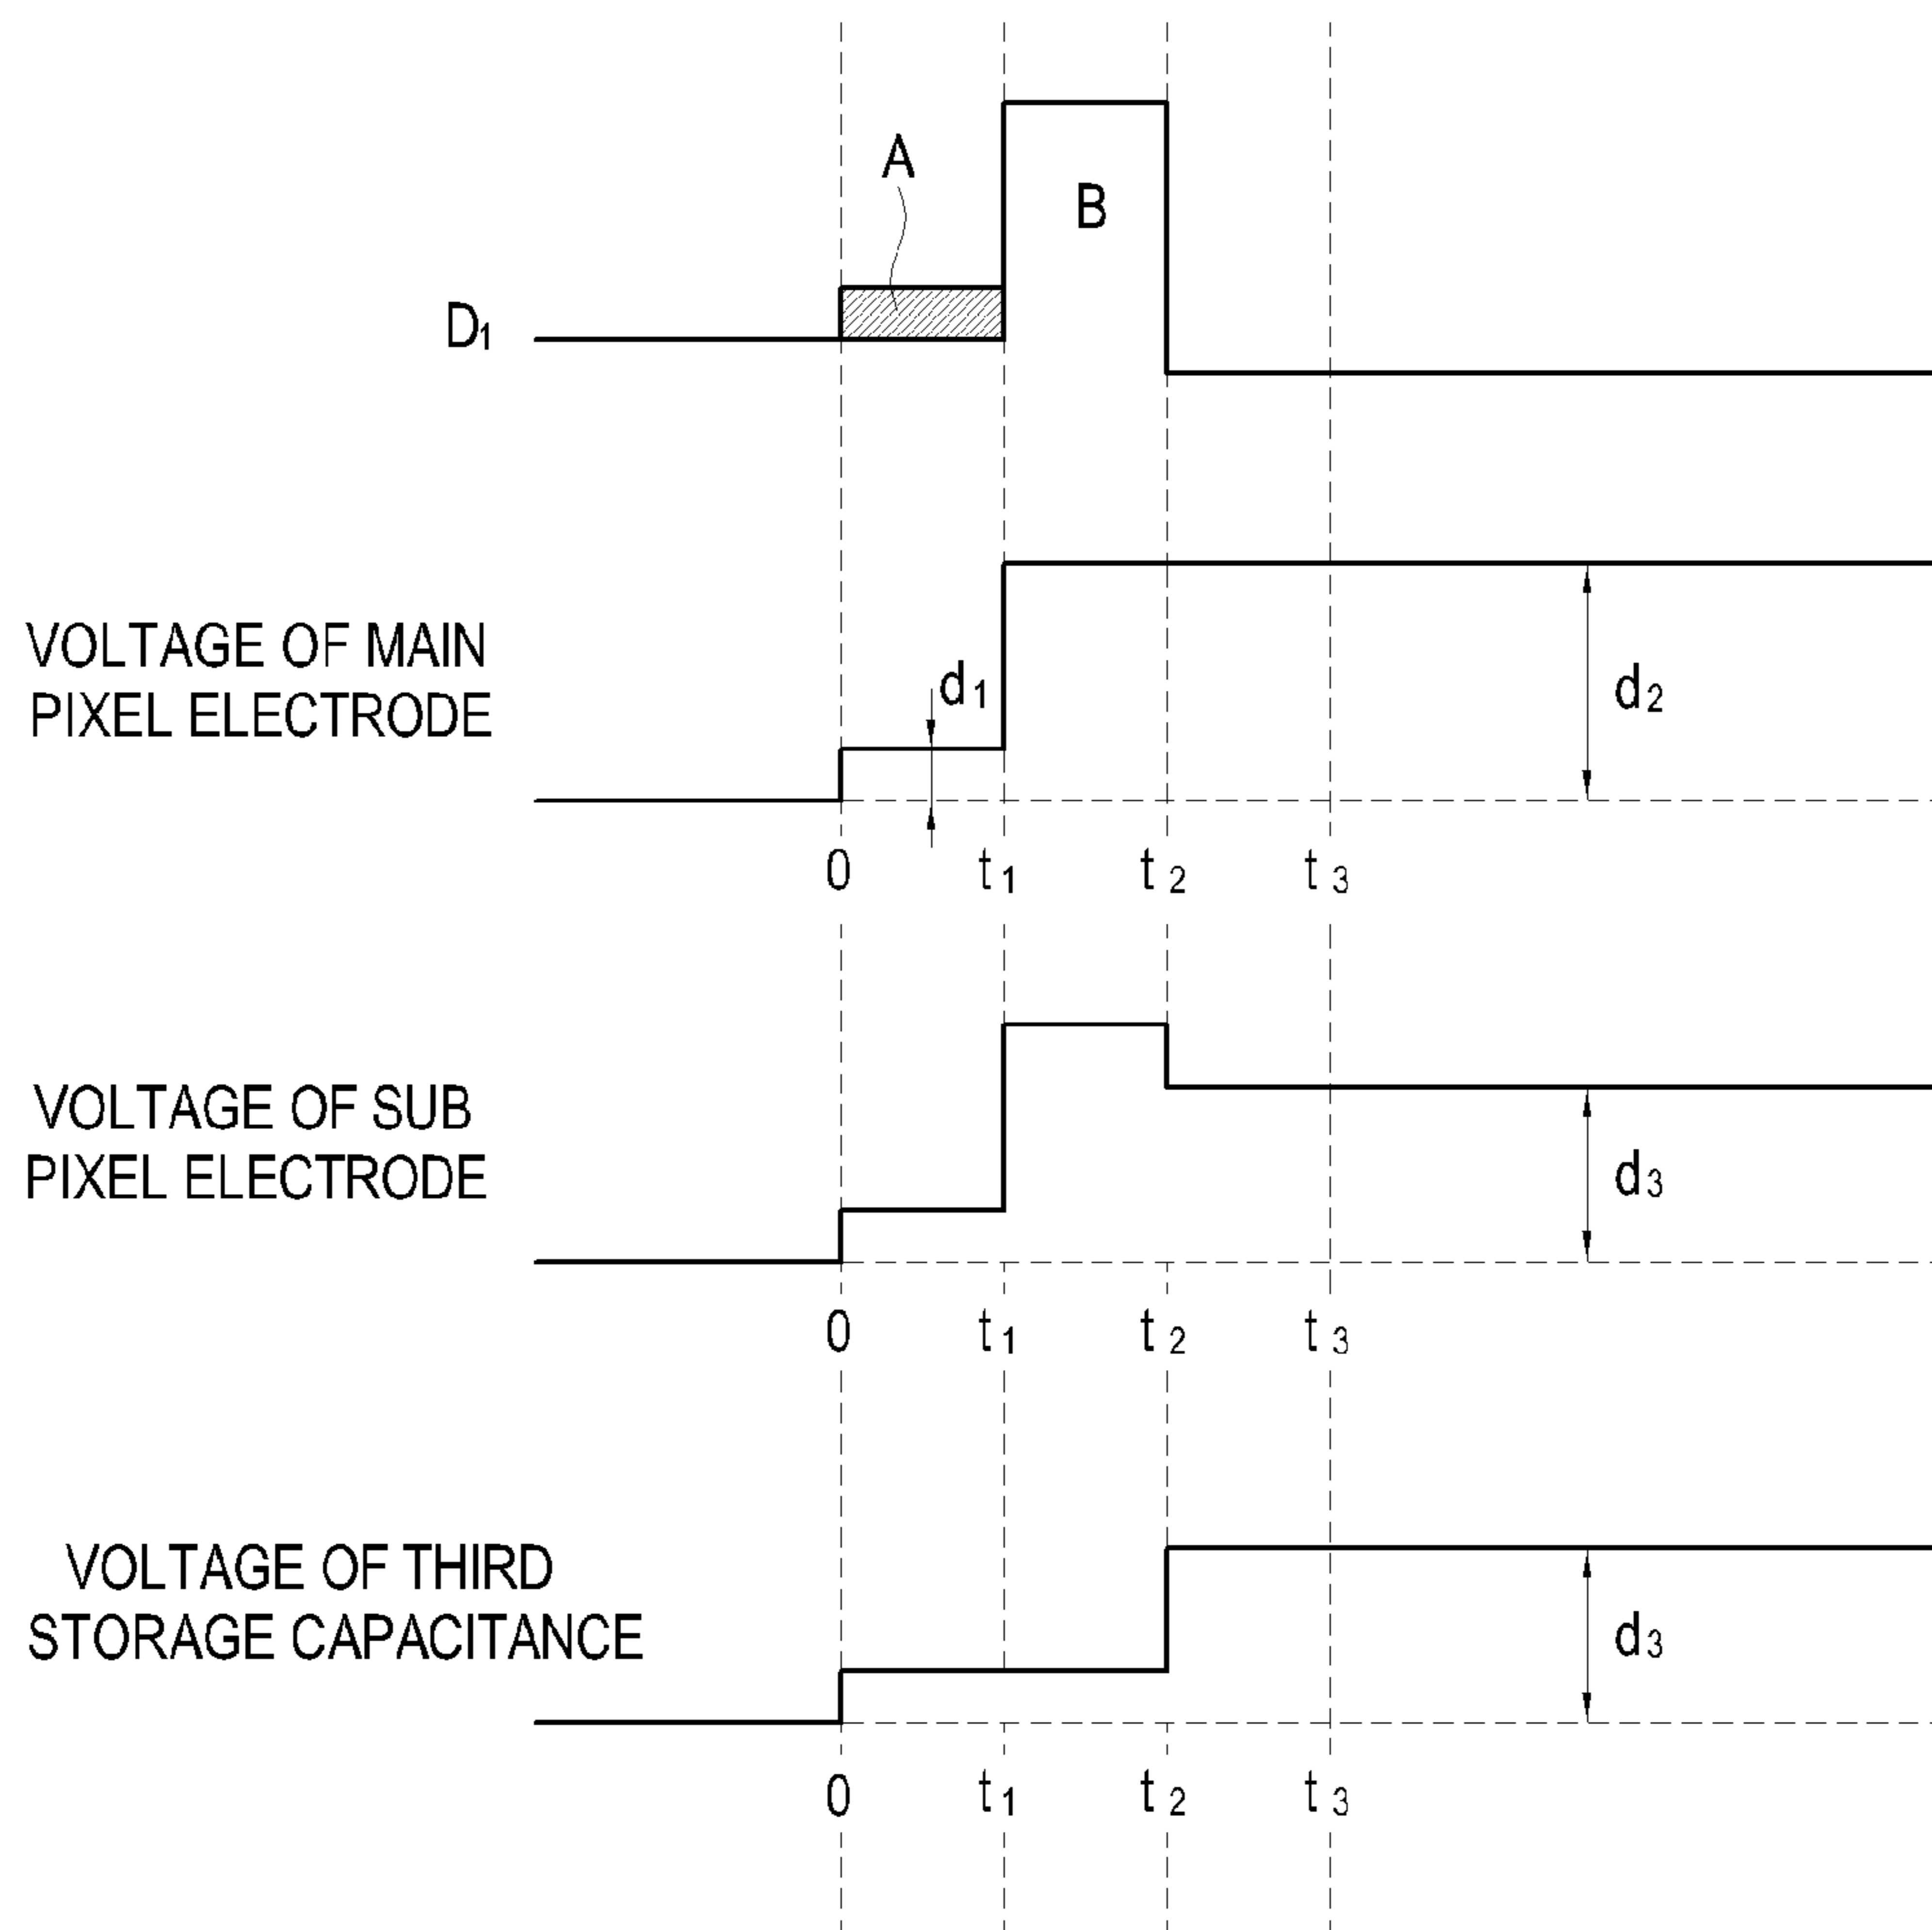 A
B
D1
VOLTAGE OF MAIN
PIXEL ELECTRODE
d1
d2
0 t1 t2 t3
VOLTAGE OF SUB
PIXEL ELECTRODE
d3
0 t1 t2 t3
VOLTAGE OF THIRD
STORAGE CAPACITANCE
d3
0 t1 t2 t3